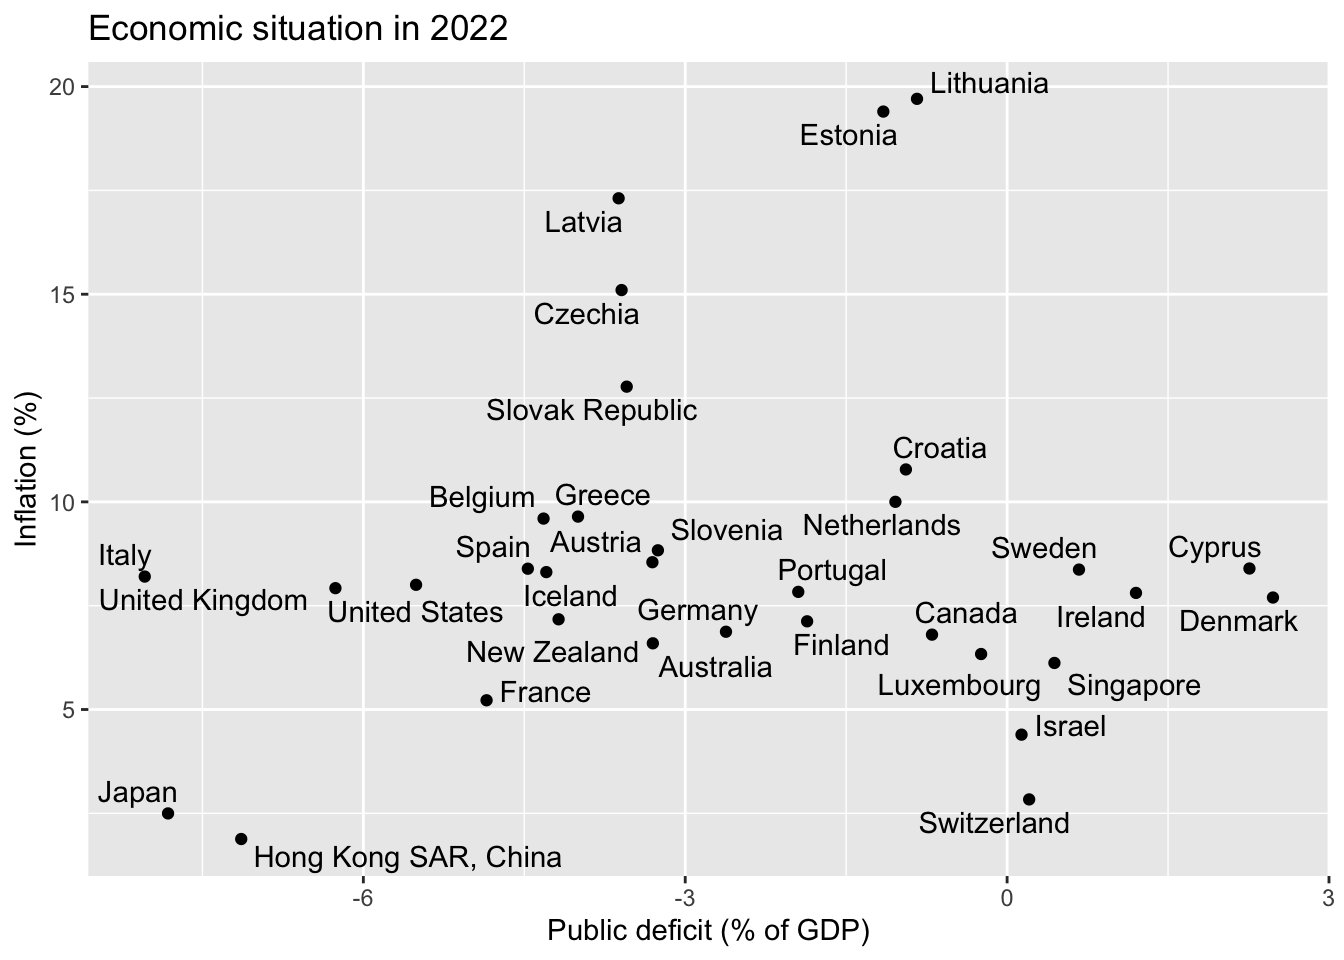 Economic situation in 2022
20
Lithuania
Estonia
Latvia
15
Czechia
Slovak Republic
Croatia
Belgium
Greece
10
Netherlands
Slovenia
Austria
Spain
Sweden
Cyprus
Italy
Portugal
United Kingdom
Iceland
United States
Germany
Canada
Ireland
Denmark
Finland
New Zealand
Australia
Luxembourg
Singapore
France
5
Israel
Japan
Switzerland
Hong Kong SAR, China
Inflation (%)
-6
-3
0
3
Public deficit (% of GDP)